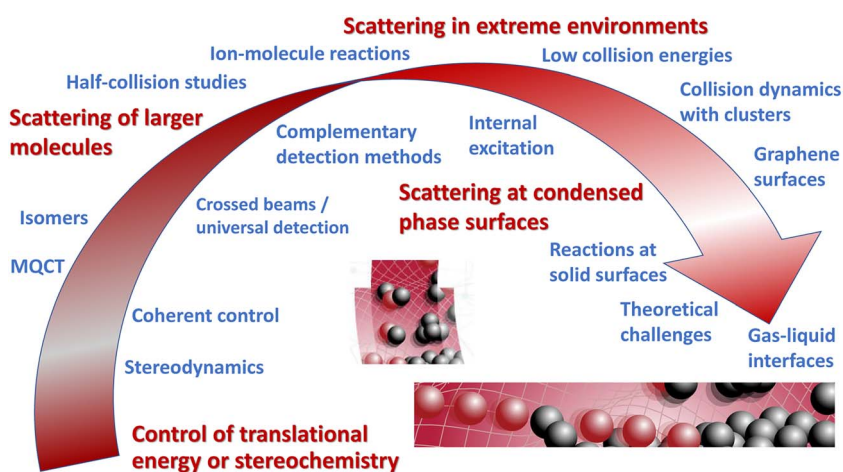 Scattering in extreme environments
Ion-molecule reactions
Low collision energies
Half-collision studies
Collision dynamics
with clusters
Scattering of larger
molecules
Complementary
detection methods
Internal
excitation
Graphene
surfaces
Scattering at condensed
phase surfaces
Isomers
Crossed beams /
universal detection
MQCT
Reactions at
solid surfaces
Coherent control
Theoretical
challenges
Gas-liquid
interfaces
Stereodynamics
Control of translational
energy or stereochemistry